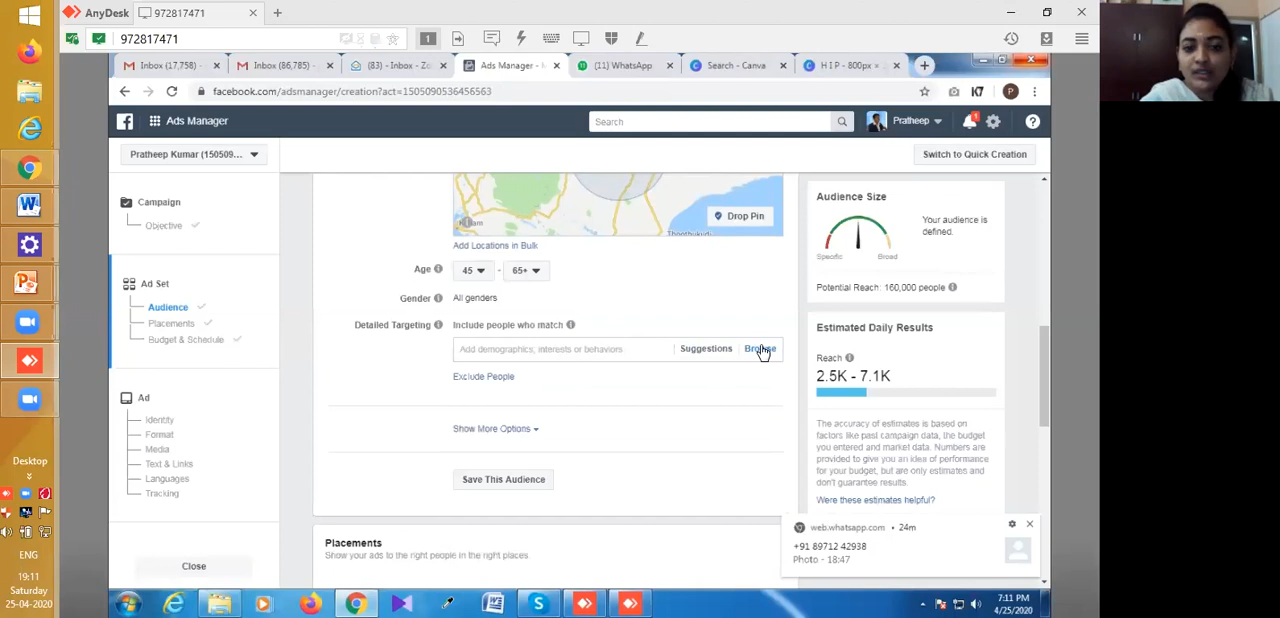 AnyDesk
972817471
972817471
1
Inbox (17,758)
Inbox (86,785)
(83) - Inbox - Zo
Ads Manager - M
(11) WhatsApp
Search - Canva
H I P - 800px ×
facebook.com/adsmanager/creation?act=1505090536456563
K7
P
Ads Manager
Search
Pratheep
1
Pratheep Kumar (150509...
Switch to Quick Creation
Campaign
Objective
Ad Set
Audience
Placements
Budget & Schedule
Ad
Identity
Format
Media
Text & Links
Languages
Tracking
Close
Drop Pin
Thoothukudi
Add Locations in Bulk
Age
45
-
65+
Gender
All genders
Detailed Targeting
Include people who match
Add demographics, interests or behaviors
Suggestions
Browse
Exclude People
Show More Options
Save This Audience
Placements
Show your ads to the right people in the right places.
Audience Size
Your audience is
defined.
Specific
Broad
Potential Reach: 160,000 people
Estimated Daily Results
Reach
2.5K - 7.1K
The accuracy of estimates is based on
factors like past campaign data, the budget
you entered and market data. Numbers are
provided to give you an idea of performance
for your budget, but are only estimates and
don't guarantee results.
Were these estimates helpful?
web.whatsapp.com • 24m
+91 89712 42938
Photo - 18:47
Desktop
ENG
19:11
Saturday
25-04-2020
7:11 PM
4/25/2020